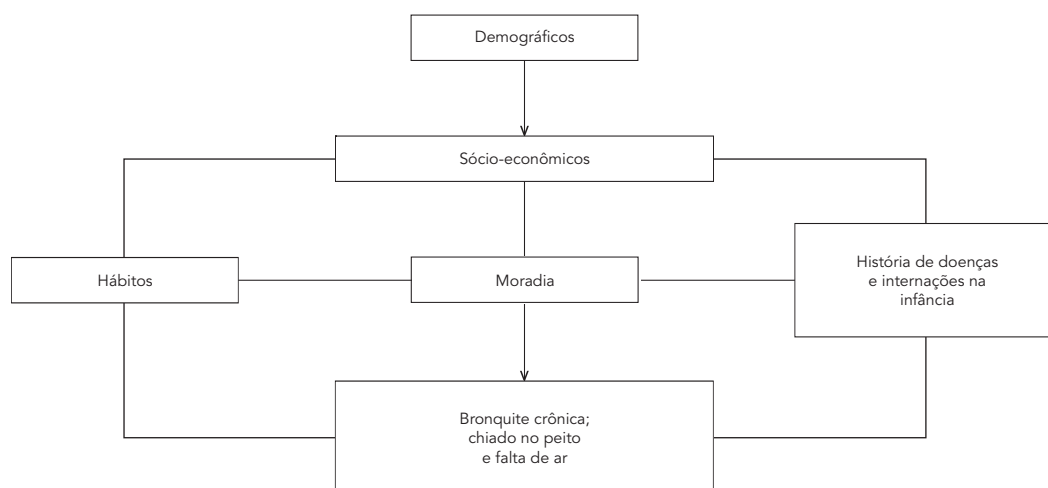 Demográficos
Sócio-econômicos
Hábitos
Moradia
História de doenças
e internações na
infância
Bronquite crônica;
chiado no peito
e falta de ar